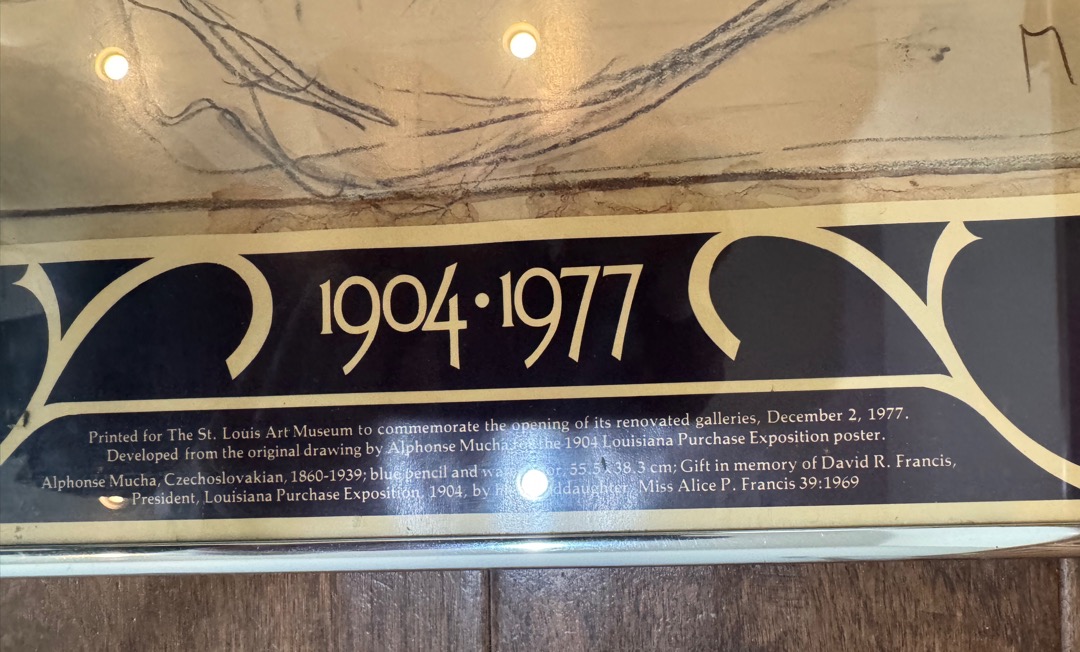 M
1904·1977
Printed for The St. Louis Art Museum to commemorate the opening of its renovated galleries, December 2, 1977.
Developed from the original drawing by Alphonse Mucha for the 1904 Louisiana Purchase Exposition poster.
Alphonse Mucha, Czechoslovakian, 1860-1939; blue pencil and 55.5 38.3 cm; Gift in memory of David R. Francis,
President, Louisiana Purchase Exposition, 1904, by Miss Alice P. Francis 39:1969